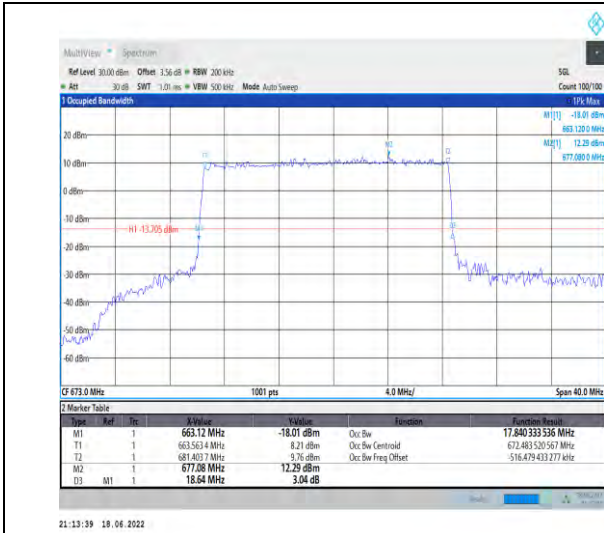 MultiView Spectrum
Ref Level 30.00 dBm Offset 3.56 dB RBW 200 kHz SGL
Att 30 dB SWT 1.01 ms VBW 500 kHz Mode Auto Sweep Count 100/100
1 Occupied Bandwidth 1Pk Max
M1[1] -18.01 dBm
663.120 0 MHz
M2[1] 12.29 dBm
677.080 0 MHz
20 dBm
M2
T1 T2
10 dBm
0 dBm
-10 dBm
H1 -13.705 dBm M1 D3
-20 dBm
-30 dBm
-40 dBm
-50 dBm
-60 dBm
CF 673.0 MHz 1001 pts 4.0 MHz/ Span 40.0 MHz
2 Marker Table
Type Ref Trc X-Value Y-Value Function Function Result
M1 1 663.12 MHz -18.01 dBm Occ Bw 17.840 333 536 MHz
T1 1 663.563 4 MHz 8.21 dBm Occ Bw Centroid 672.483 520 567 MHz
T2 1 681.403 7 MHz 9.76 dBm Occ Bw Freq Offset -516.479 433 277 kHz
M2 1 677.08 MHz 12.29 dBm
D3 M1 1 18.64 MHz 3.04 dB
21:13:39 18.06.2022